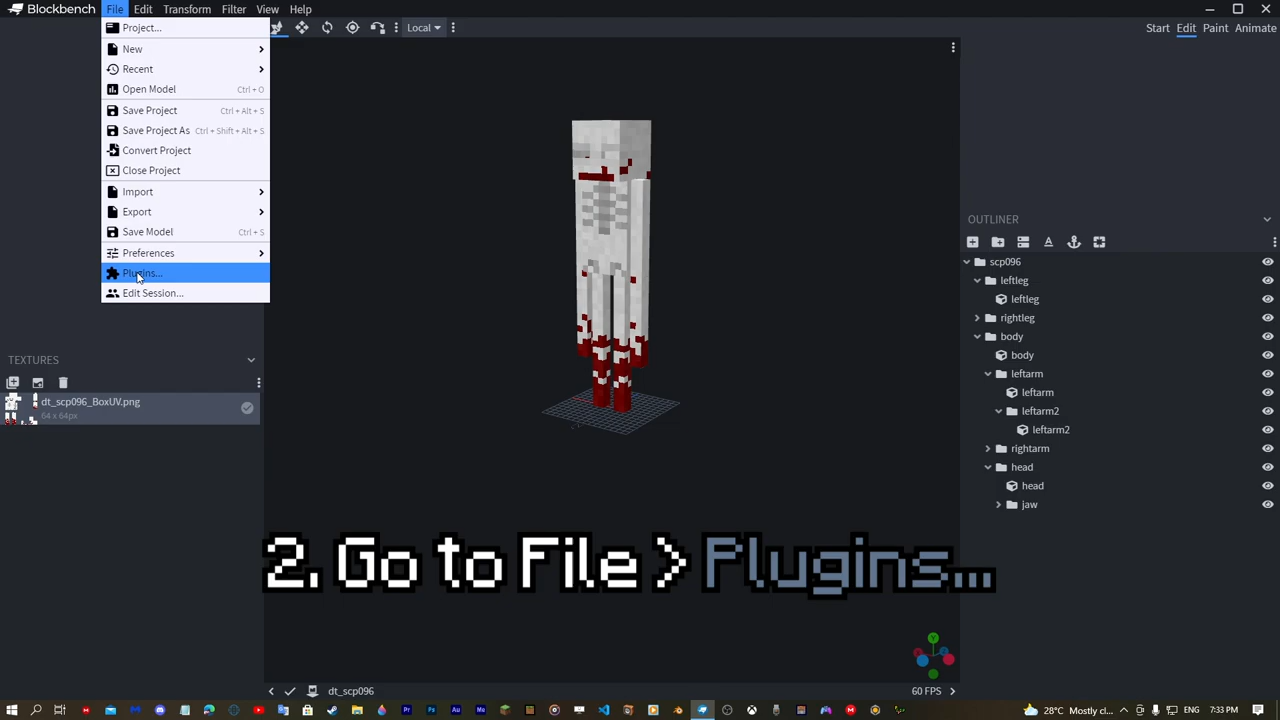 Blockbench
File Edit Transform Filter View Help
Local
Start Edit Paint Animate
Project...
New
Recent
Open Model Ctrl + O
Save Project Ctrl + Alt + S
Save Project As Ctrl + Shift + Alt + S
Convert Project
Close Project
Import
Export
Save Model Ctrl + S
Preferences
Plugins...
Edit Session...
TEXTURES
dt_scp096_BoxUV.png
64 x 64px
OUTLINER
scp096
leftleg
leftleg
rightleg
body
body
leftarm
leftarm
leftarm2
leftarm2
rightarm
head
head
jaw
2. Go to File > Plugins...
Y
dt_scp096
60 FPS
28°C Mostly clear
ENG
7:33 PM